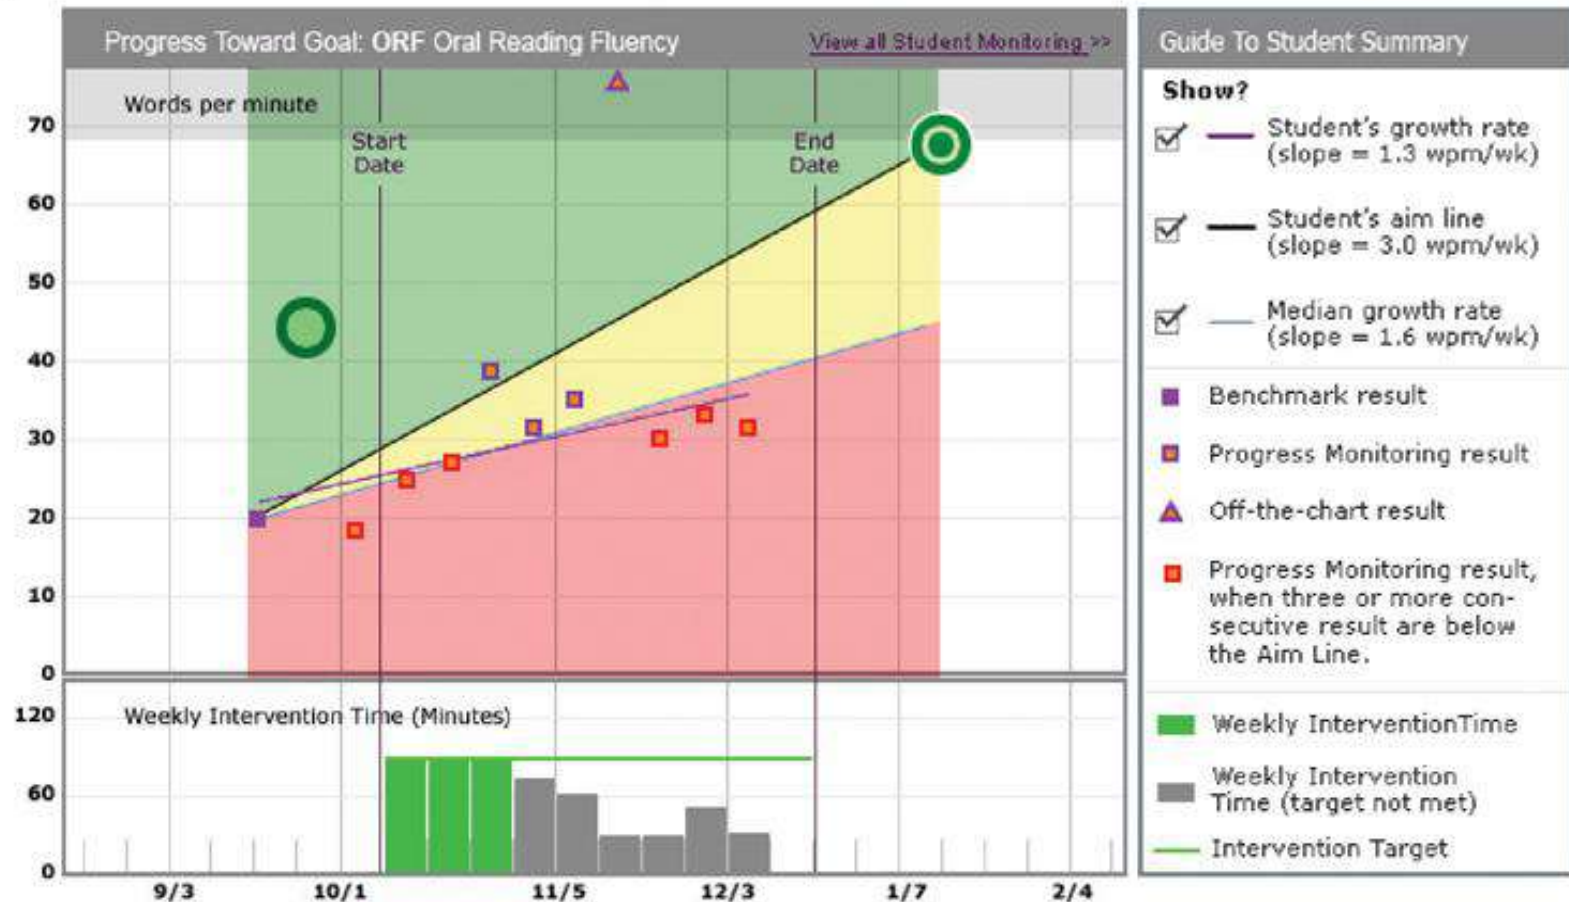 Progress Toward Goal: ORF Oral Reading Fluency
View all Student Monitoring >>
Words per minute
Start
Date
End
Date
70
60
50
40
30
20
10
0
Weekly Intervention Time (Minutes)
120
60
0
9/3
10/1
11/5
12/3
1/7
2/4
Guide To Student Summary
Show?
Student's growth rate
(slope = 1.3 wpm/wk)
Student's aim line
(slope = 3.0 wpm/wk)
Median growth rate
(slope = 1.6 wpm/wk)
Benchmark result
Progress Monitoring result
Off-the-chart result
Progress Monitoring result,
when three or more con-
secutive result are below
the Aim Line.
Weekly InterventionTime
Weekly Intervention
Time (target not met)
Intervention Target